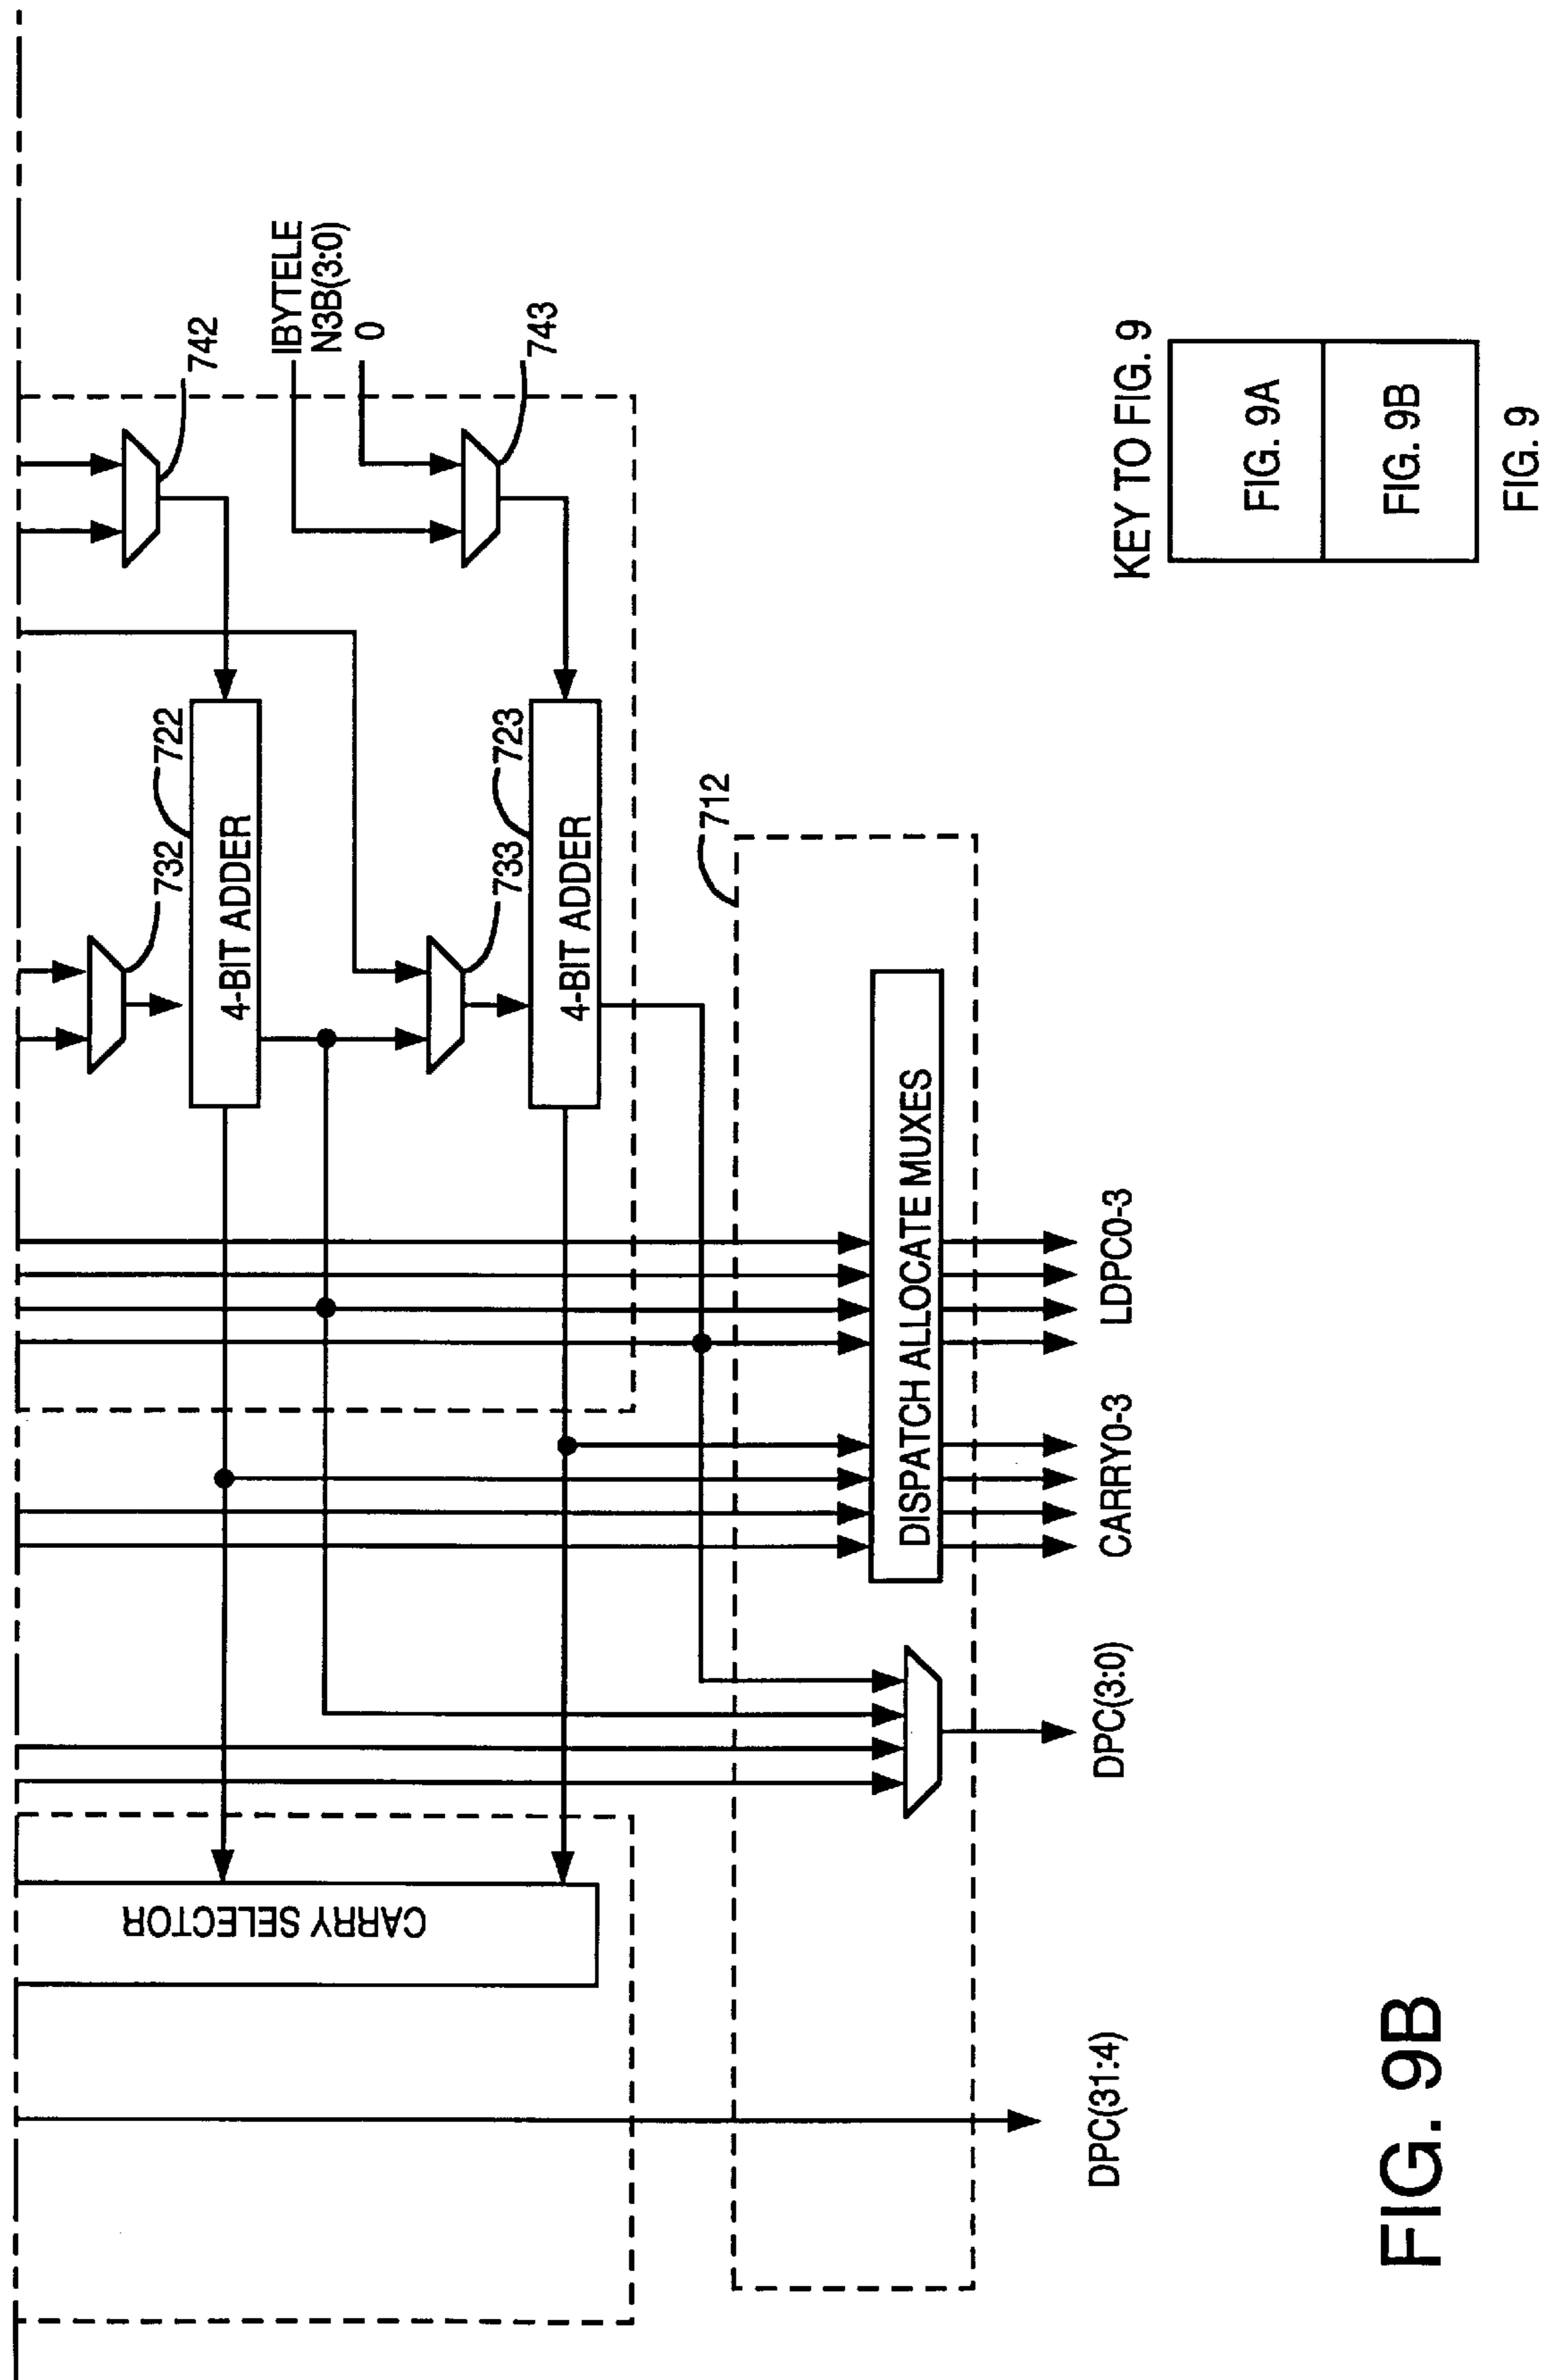 742
IBYTELE
N3B(3:0)
0
743
732
722
4-BIT ADDER
733
723
4-BIT ADDER
712
CARRY SELECTOR
DISPATCH ALLOCATE MUXES
DPC(31:4)
DPC(3:0)
CARRY0-3
LDPC0-3
KEY TO FIG. 9
FIG. 9A
FIG. 9B
FIG. 9
FIG. 9B